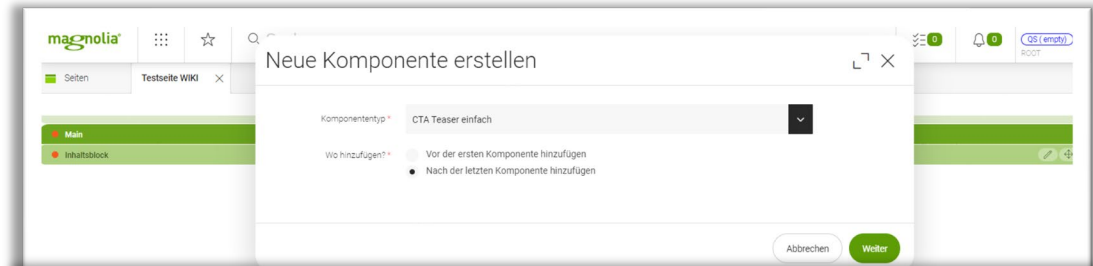 magnolia
0
0
QS ( empty)
ROOT
Seiten
Testseite WIKI
Neue Komponente erstellen
Main
Inhaltsblock
Komponententyp *
CTA Teaser einfach
Wo hinzufügen? *
Vor der ersten Komponente hinzufügen
Nach der letzten Komponente hinzufügen
Abbrechen
Weiter